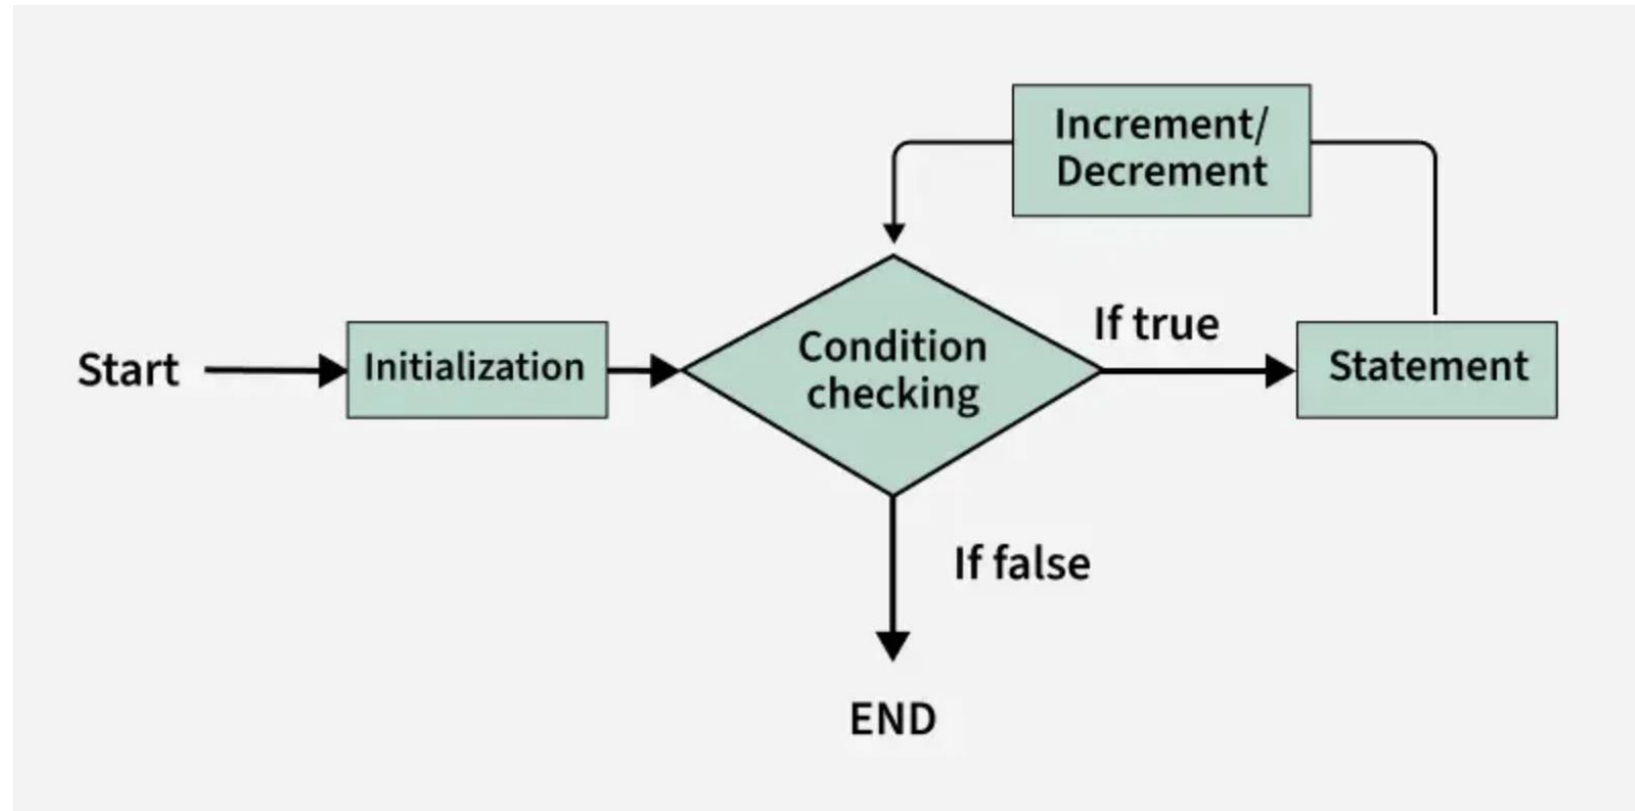 Increment/
Decrement
If true
Start
Initialization
Condition
checking
Statement
If false
END